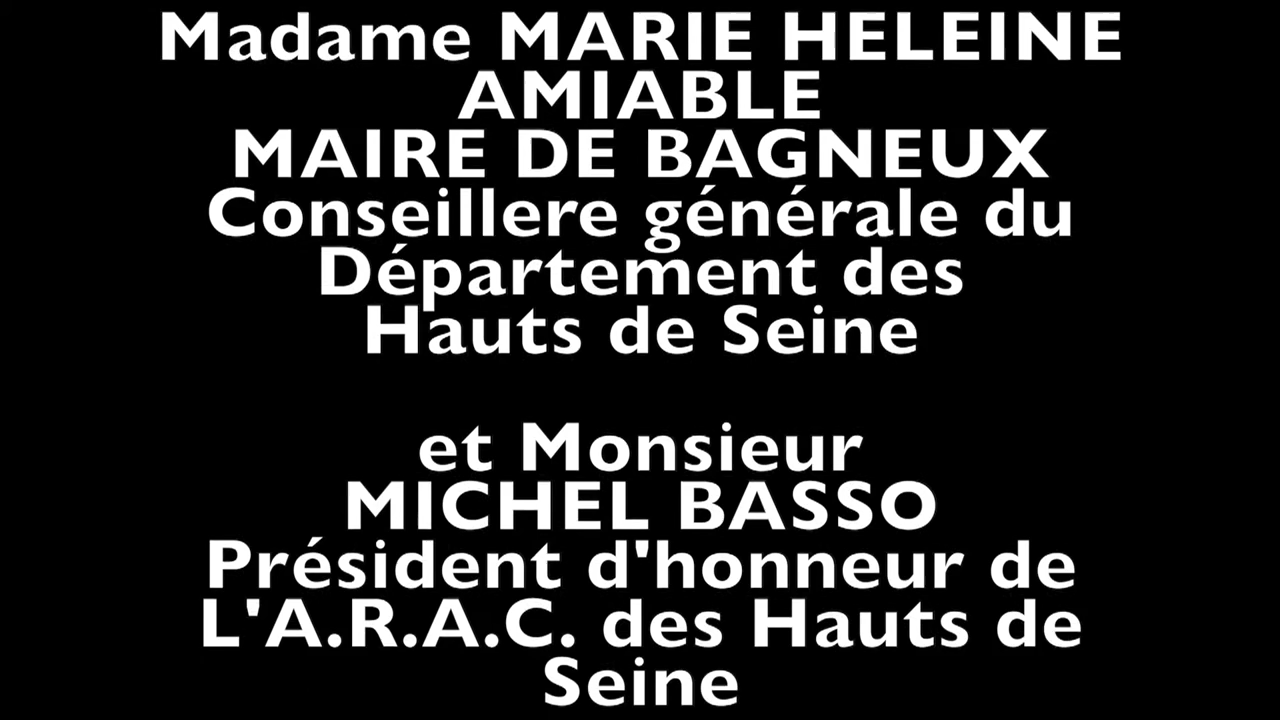 Madame MARIE HELEINE
AMIABLE
MAIRE DE BAGNEUX
Conseillere générale du
Département des
Hauts de Seine
et Monsieur
MICHEL BASSO
Président d'honneur de
L'A.R.A.C. des Hauts de
Seine